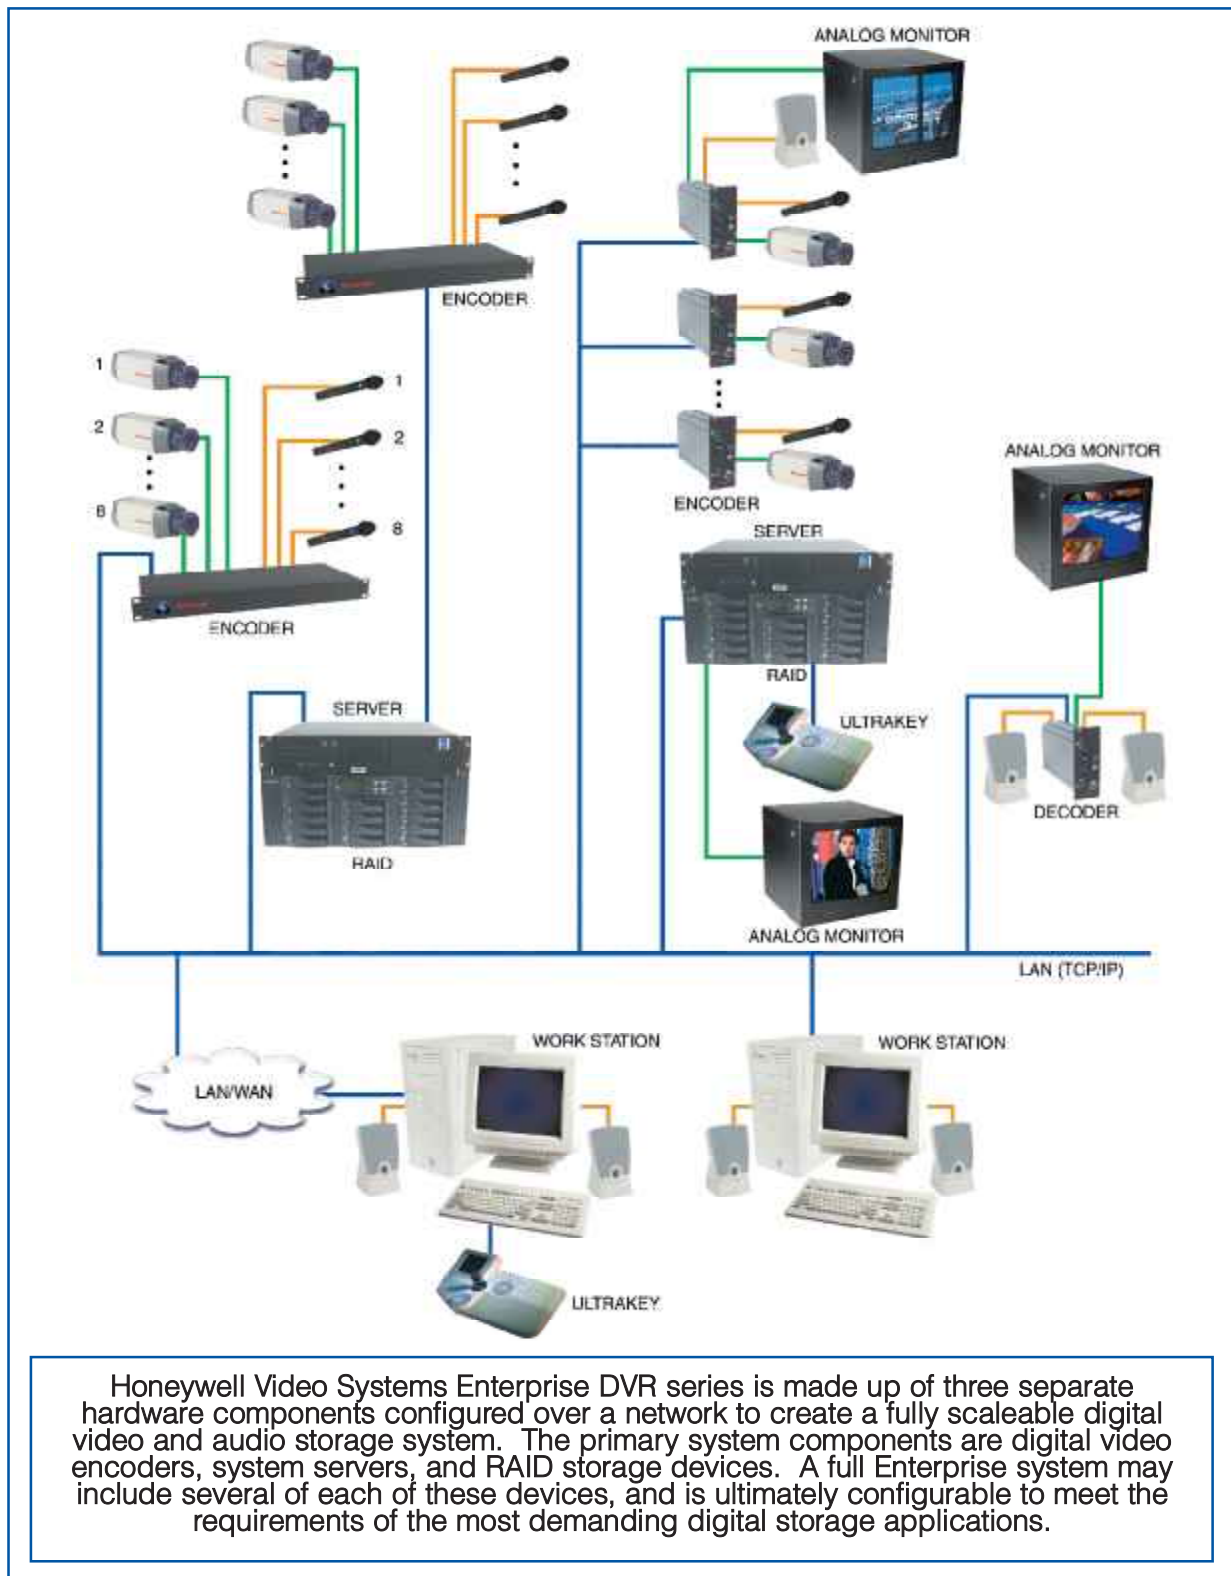 ANALOG MONITOR
ENCODER
1
1
2
2
8
8
ENCODER
ENCODER
ANALOG MONITOR
SERVER
RAID
SERVER
RAID
ULTRAKEY
DECODER
ANALOG MONITOR
LAN (TCP/IP)
WORK STATION
WORK STATION
LAN/WAN
ULTRAKEY
Honeywell Video Systems Enterprise DVR series is made up of three separate
hardware components configured over a network to create a fully scaleable digital
video and audio storage system. The primary system components are digital video
encoders, system servers, and RAID storage devices. A full Enterprise system may
include several of each of these devices, and is ultimately configurable to meet the
requirements of the most demanding digital storage applications.